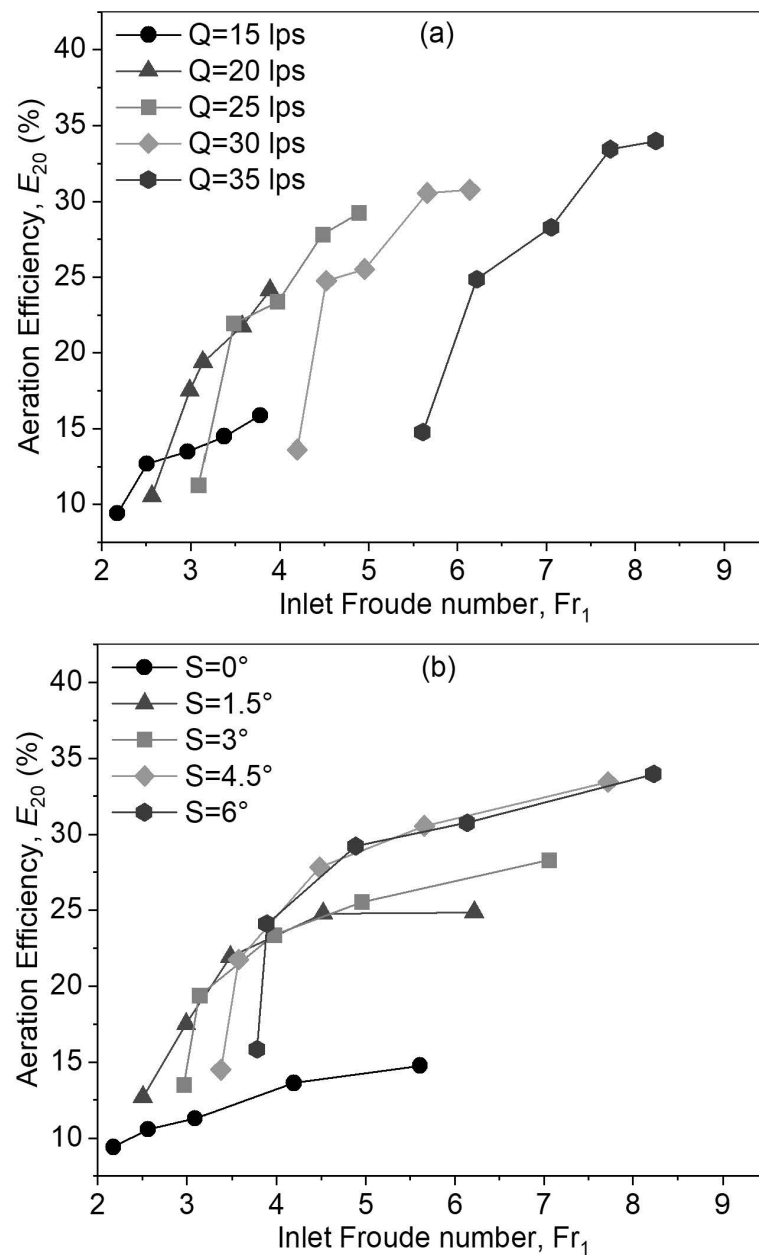 (a)
Q=15 lps
Q=20 lps
Q=25 lps
Q=30 lps
Q=35 lps
40
35
30
25
20
15
10
Aeration Efficiency, E₂₀ (%)
2 3 4 5 6 7 8 9
Inlet Froude number, Fr₁
(b)
S=0°
S=1.5°
S=3°
S=4.5°
S=6°
40
35
30
25
20
15
10
Aeration Efficiency, E₂₀ (%)
2 3 4 5 6 7 8 9
Inlet Froude number, Fr₁